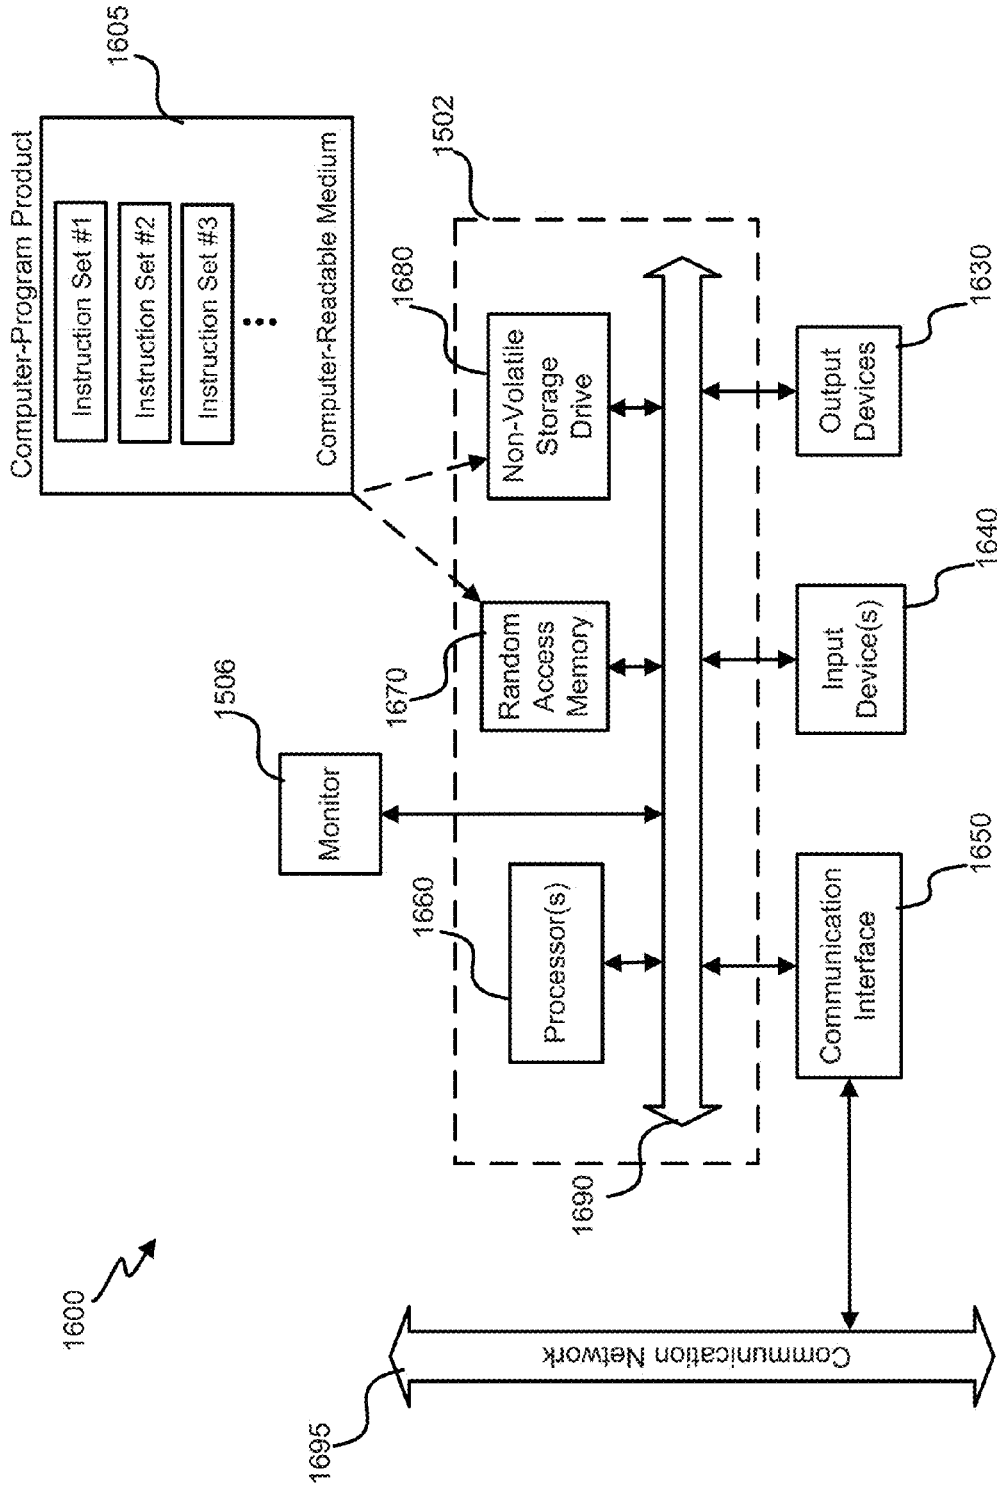 1600
Computer-Program Product
1605
Instruction Set #1
Instruction Set #2
Instruction Set #3
Computer-Readable Medium
1506
Monitor
1502
1660
Processor(s)
1670
Random
Access
Memory
1680
Non-Volatile
Storage
Drive
1690
1695
Communication Network
Communication
Interface
1650
Input
Device(s)
1640
Output
Devices
1630